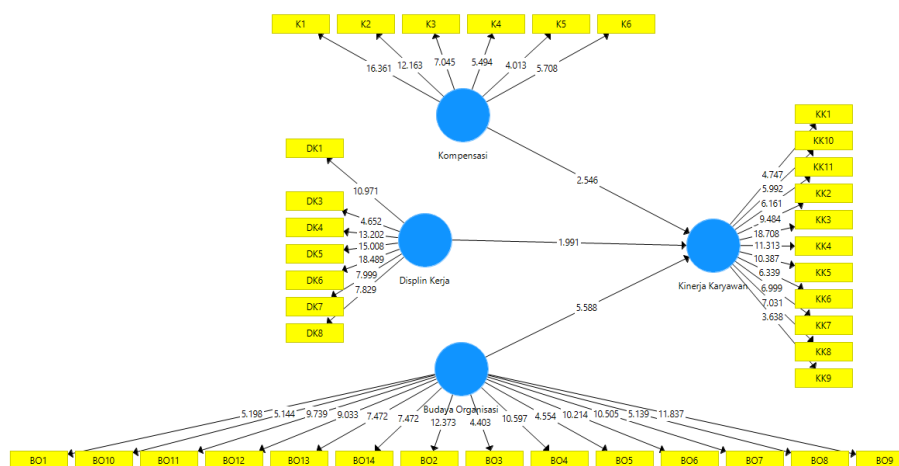 K1 K2 K3 K4 K5 K6
16.361 12.163 7.045 5.494 4.013 5.708
Kompensasi
2.546
DK1
DK3
DK4
DK5
DK6
DK7
DK8
10.971
4.652
13.202
15.008
18.489
7.999
7.829
Displin Kerja
1.991
KK1
KK10
KK11
KK2
KK3
KK4
KK5
KK6
KK7
KK8
KK9
4.747
5.992
6.161
9.484
18.708
11.313
10.387
6.339
6.999
7.031
3.638
Kinerja Karyawan
5.588
Budaya Organisasi
5.198 5.144 9.739 9.033 7.472 7.472 12.373 4.403 10.597 4.554 10.214 10.505 5.139 11.837
BO1 BO10 BO11 BO12 BO13 BO14 BO2 BO3 BO4 BO5 BO6 BO7 BO8 BO9